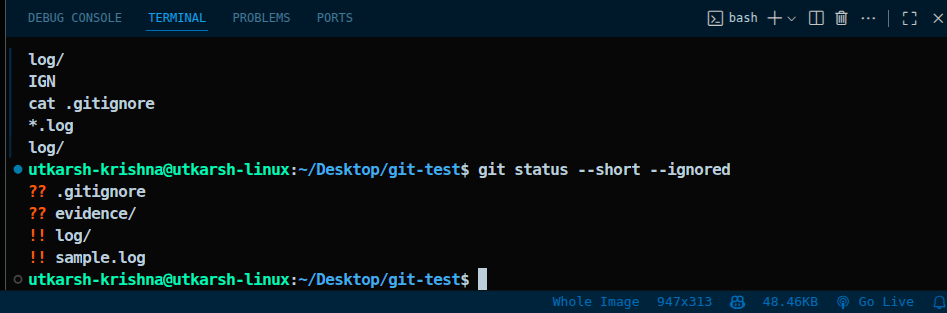 DEBUG CONSOLE TERMINAL PROBLEMS PORTS bash
log/
IGN
cat .gitignore
*.log
log/
utkarsh-krishna@utkarsh-linux:~/Desktop/git-test$ git status --short --ignored
?? .gitignore
?? evidence/
!! log/
!! sample.log
utkarsh-krishna@utkarsh-linux:~/Desktop/git-test$
Whole Image 947x313 48.46KB Go Live